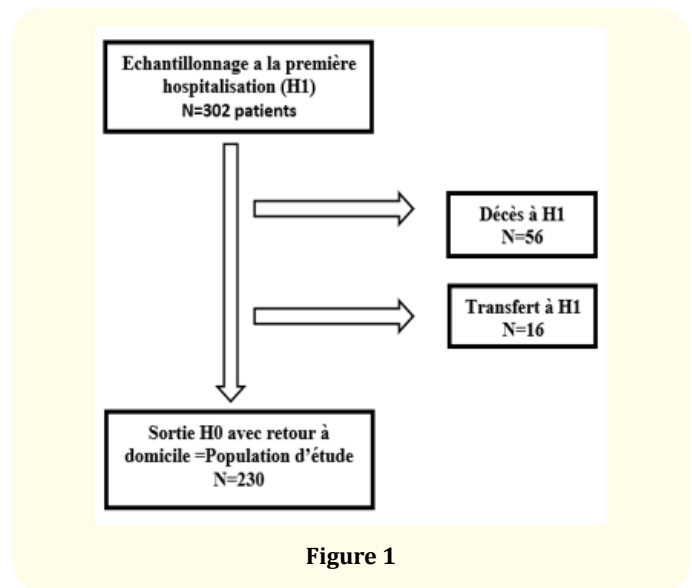 Echantillonnage a la première
hospitalisation (H1)
N=302 patients
Décès à H1
N=56
Transfert à H1
N=16
Sortie H0 avec retour à
domicile =Population d'étude
N=230
Figure 1